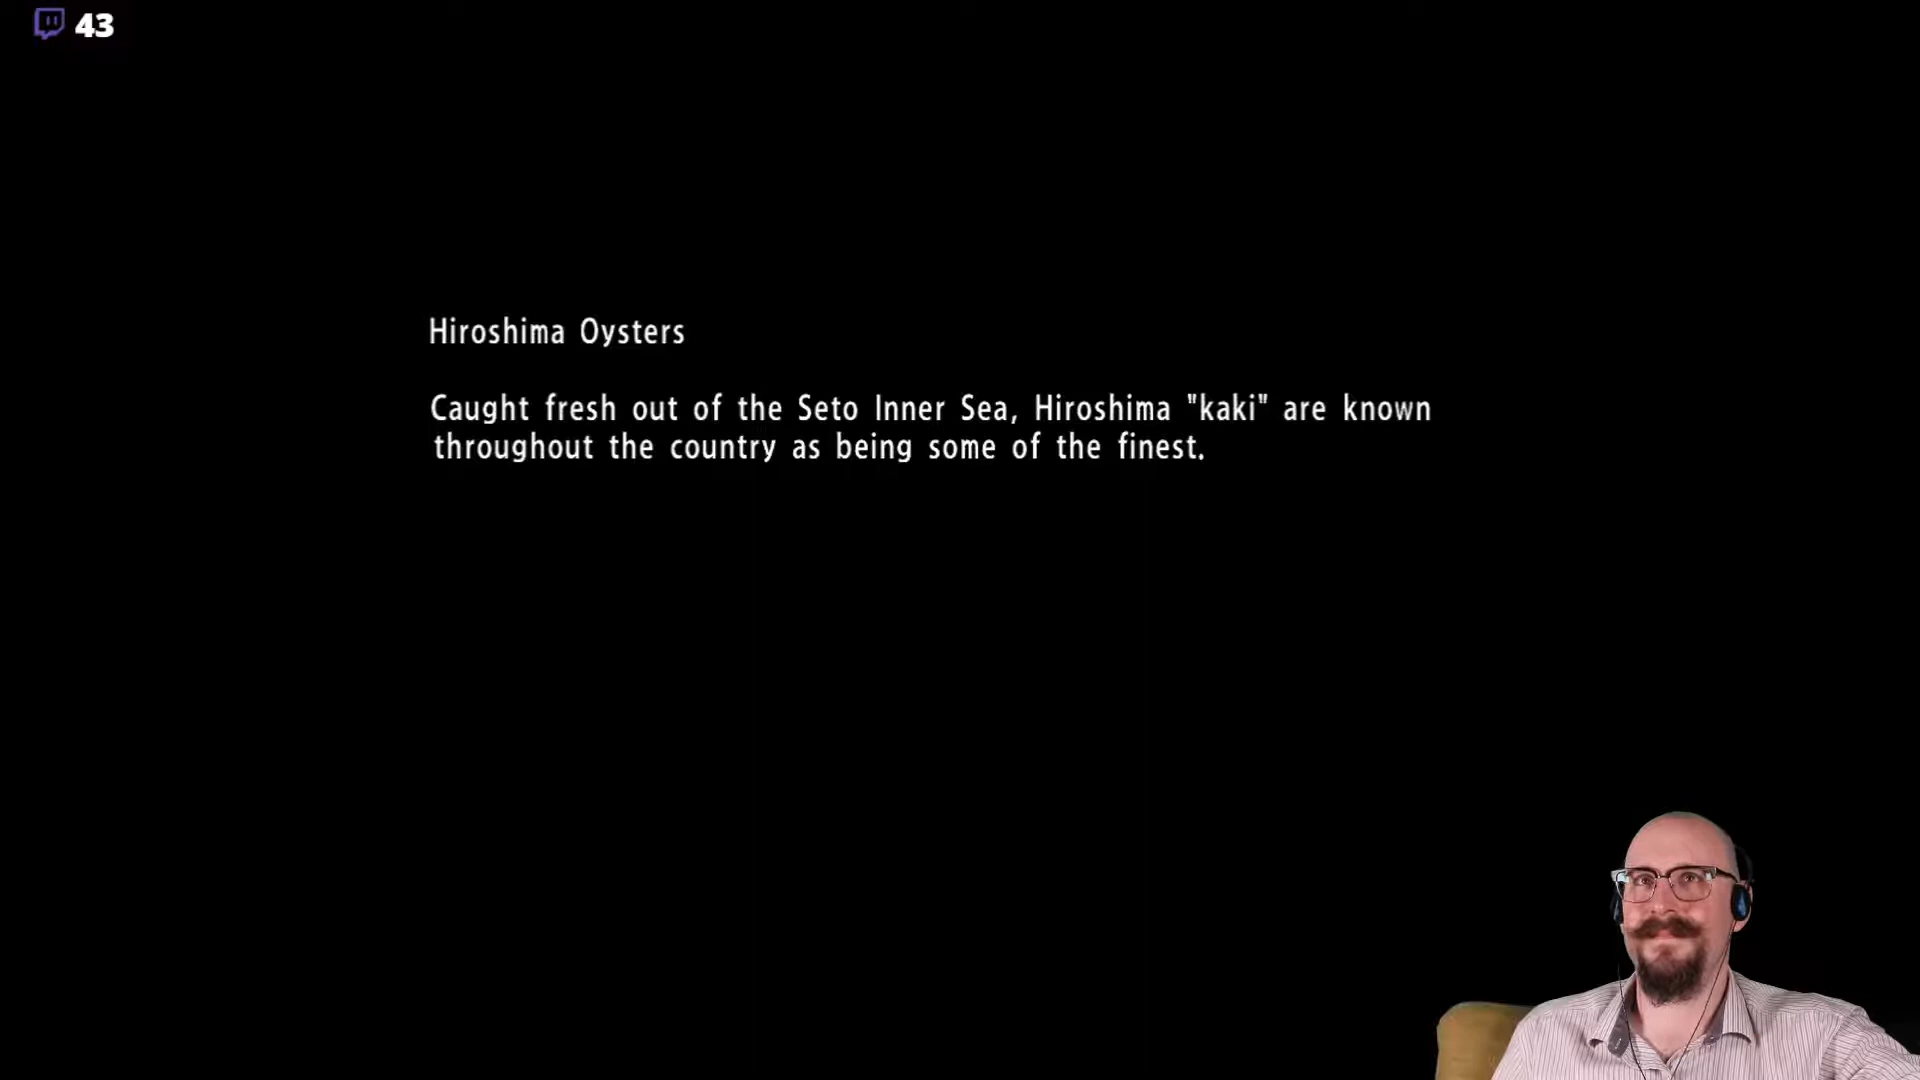 43
Hiroshima Oysters
Caught fresh out of the Seto Inner Sea, Hiroshima "kaki" are known
throughout the country as being some of the finest.